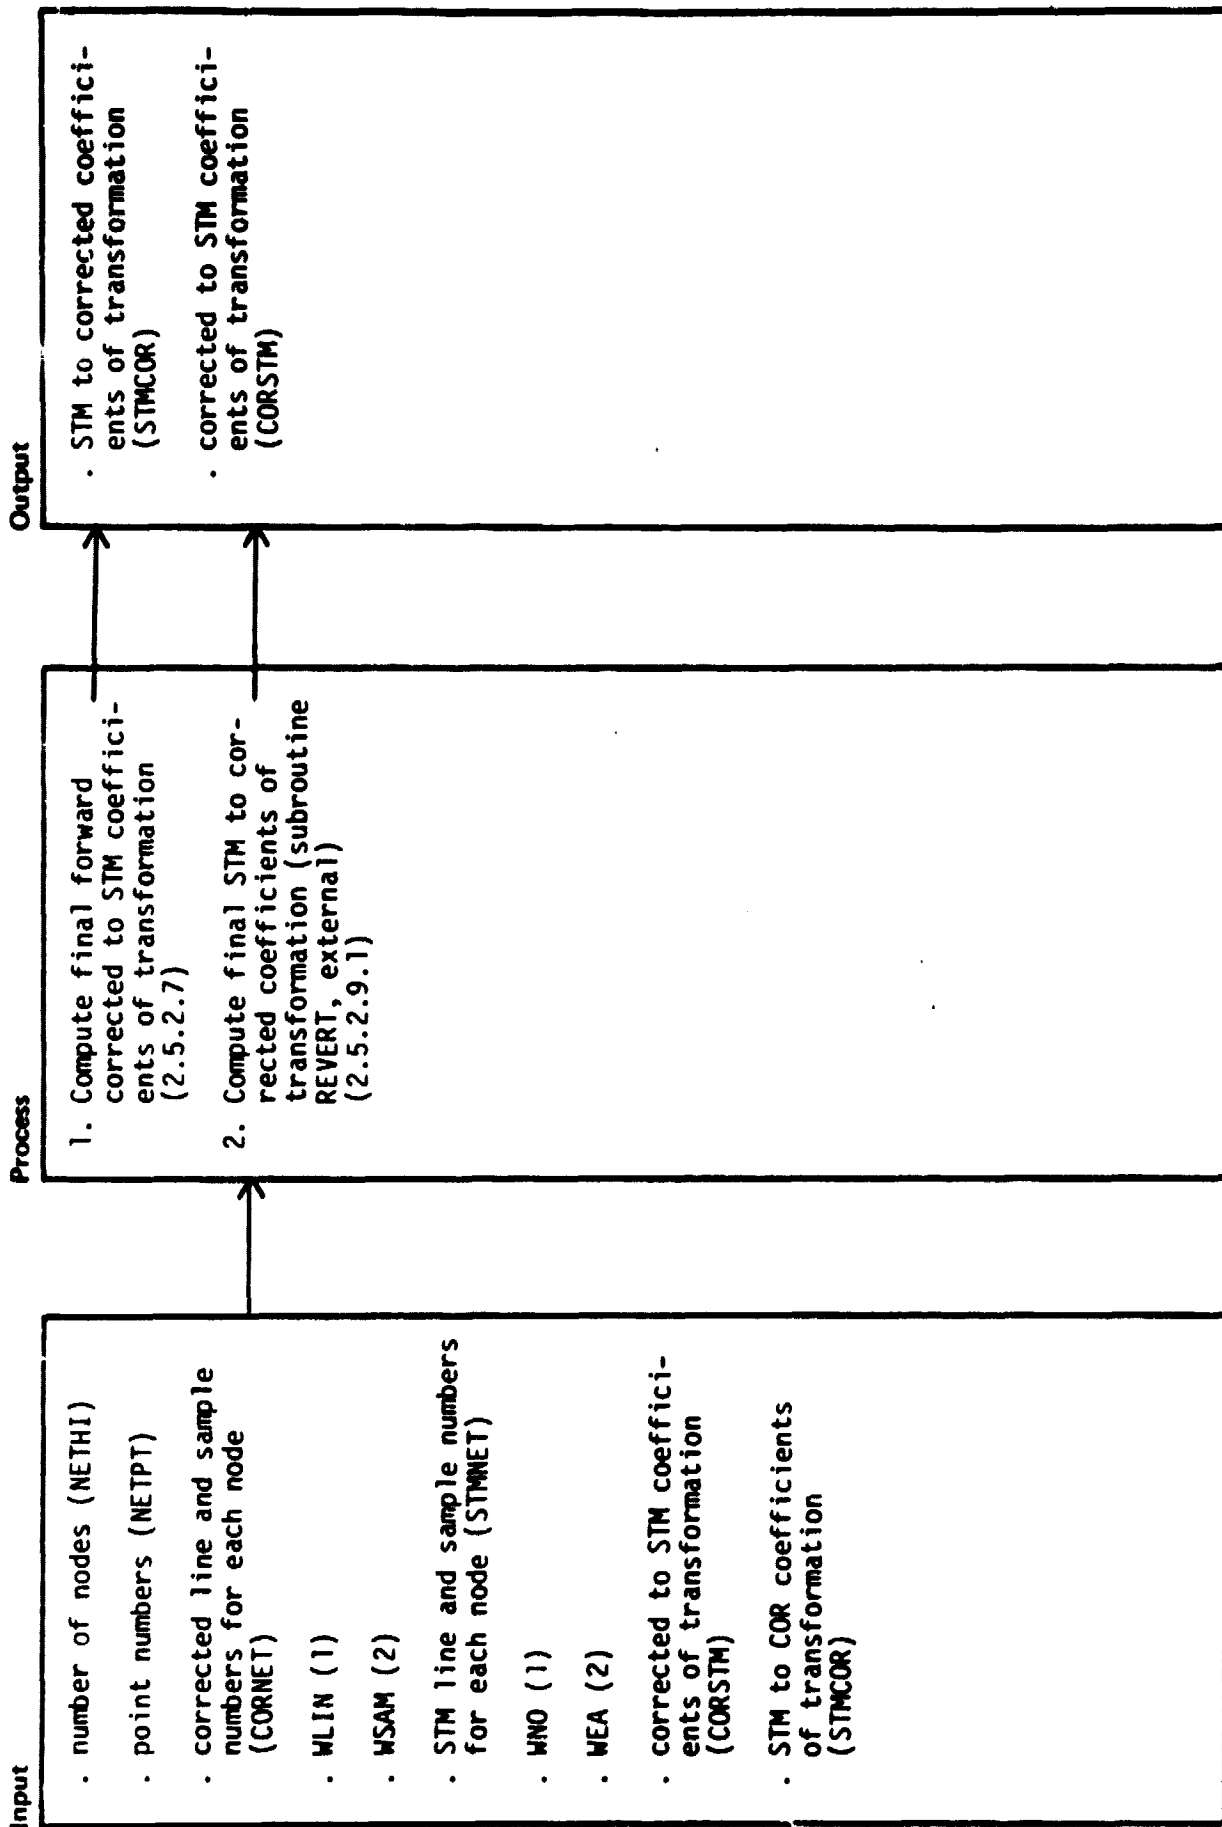 Input
. number of nodes (NETHI)
. point numbers (NETPT)
. corrected line and sample
numbers for each node
(CORNET)
. WLIN (1)
. WSAM (2)
. STM line and sample numbers
for each node (STMNET)
. WNO (1)
. WEA (2)
. corrected to STM coeffici-
ents of transformation
(CORSTM)
. STM to COR coefficients
of transformation
(STMCOR)
Process
1. Compute final forward
corrected to STM coeffici-
ents of transformation
(2.5.2.7)
2. Compute final STM to cor-
rected coefficients of
transformation (subroutine
REVERT, external)
(2.5.2.9.1)
Output
. STM to corrected coeffici-
ents of transformation
(STMCOR)
. corrected to STM coeffici-
ents of transformation
(CORSTM)